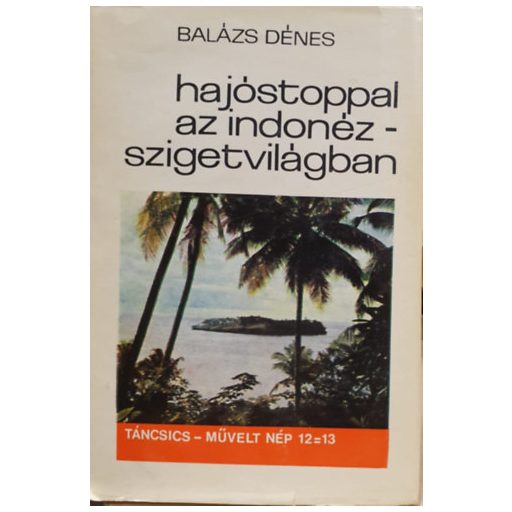 BALÁZS DÉNES
hajóstoppal
az indonéz-
szigetvilágban
TÁNCSICS – MŰVELT NÉP 12=13